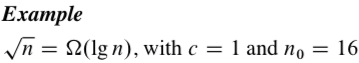 Example
√n = Ω(lg n), with c = 1 and n₀ = 16